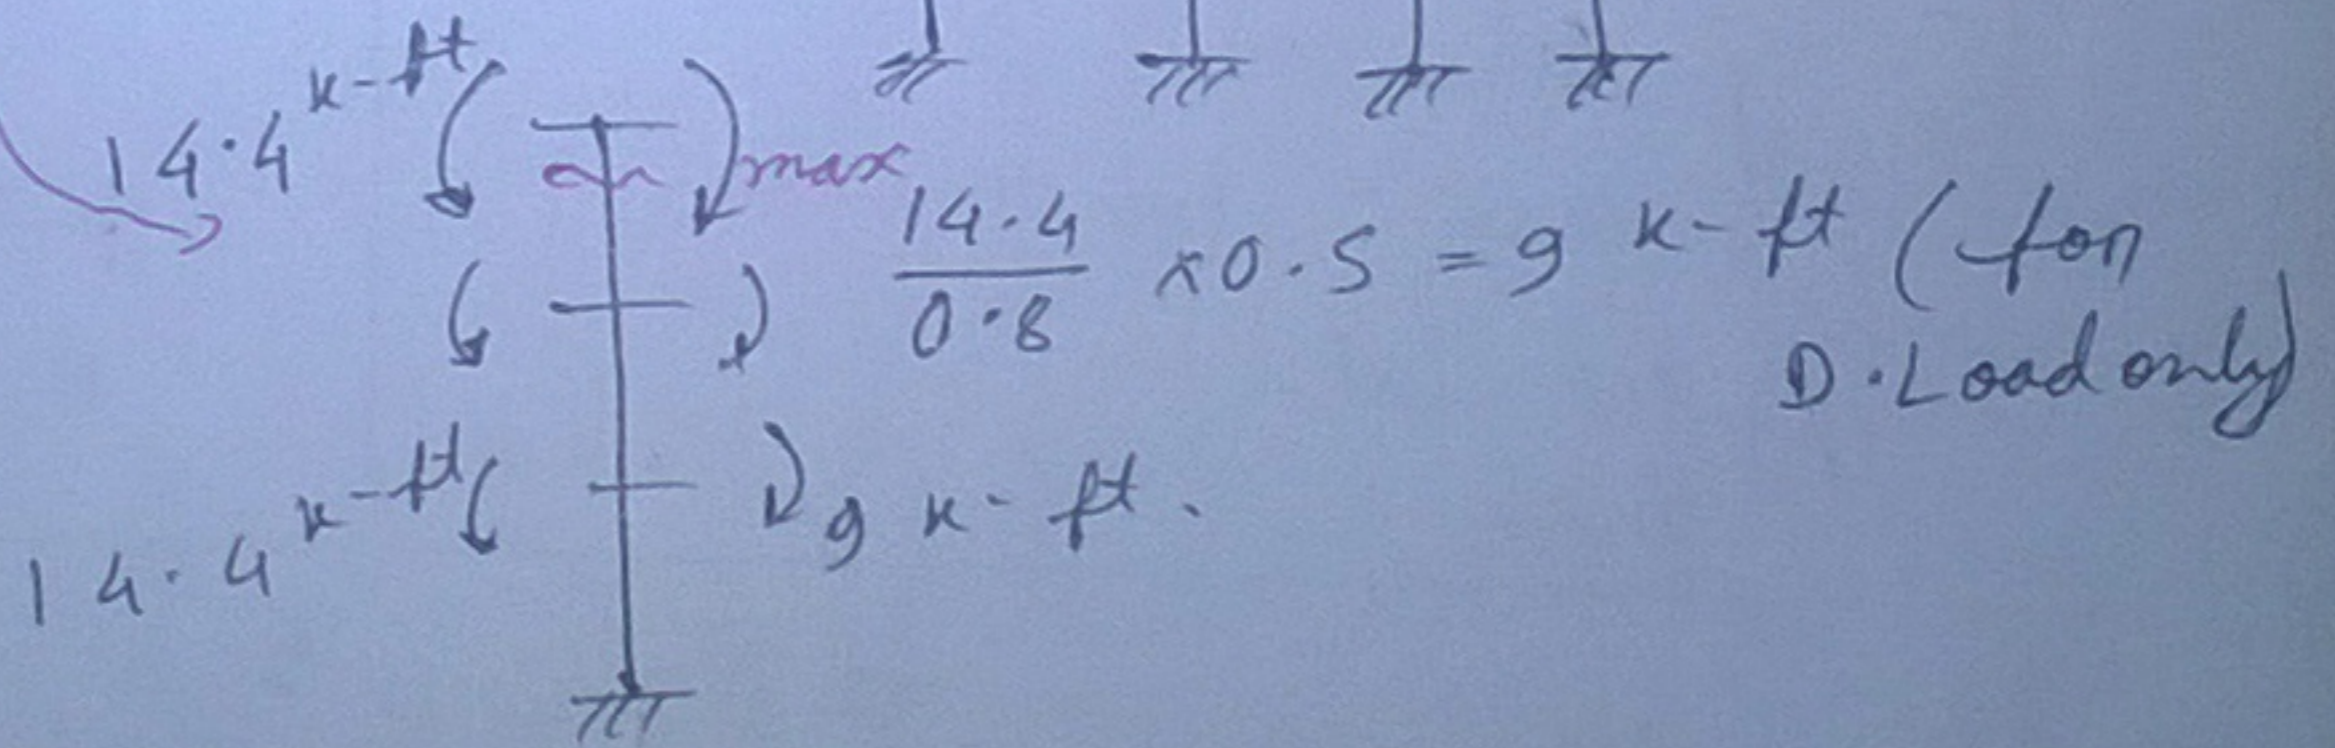 14.4 k-ft
max
14.4 / 0.8 x 0.5 = 9 k-ft (for
D.Load only)
14.4 k-ft
9 k-ft.